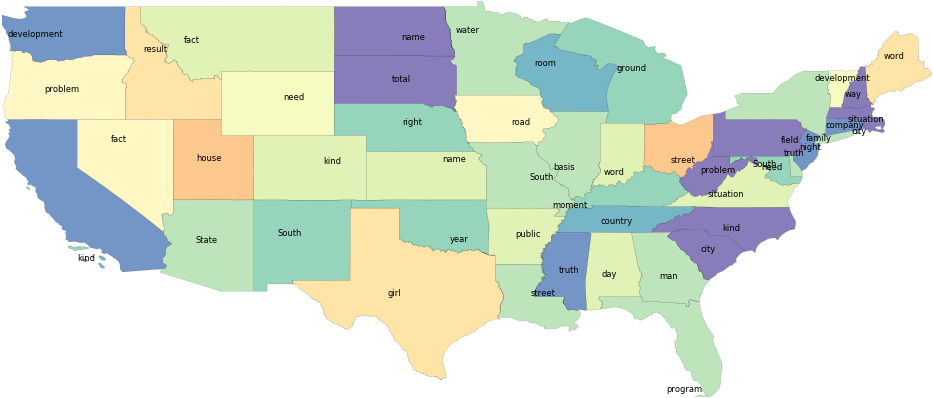 development
result
fact
name
water
room
ground
word
problem
need
total
development
way
fact
right
road
situation
company
city
field
family
night
truth
house
kind
name
basis
street
South
need
South
word
problem
situation
moment
State
South
year
public
country
kind
city
kind
girl
street
truth
day
man
program